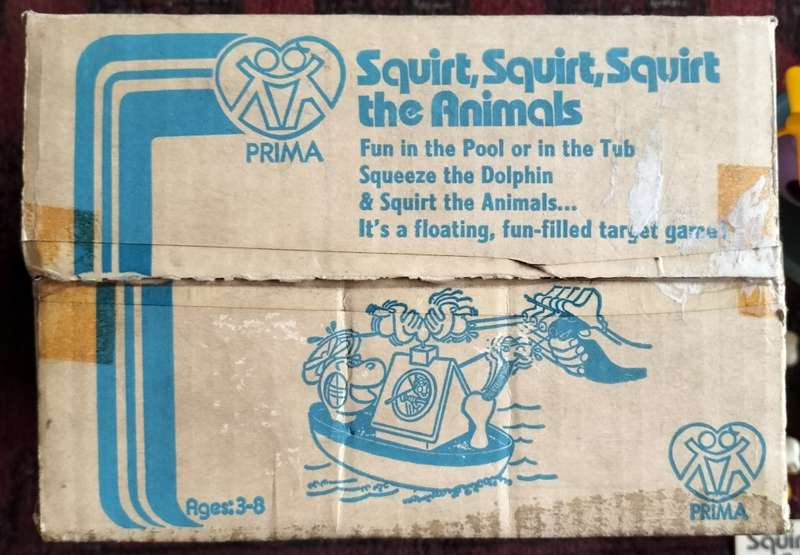 PRIMA
Squirt, Squirt, Squirt
the Animals
Fun in the Pool or in the Tub
Squeeze the Dolphin
& Squirt the Animals...
It's a floating, fun-filled target game!
Ages: 3-8
PRIMA
Squir